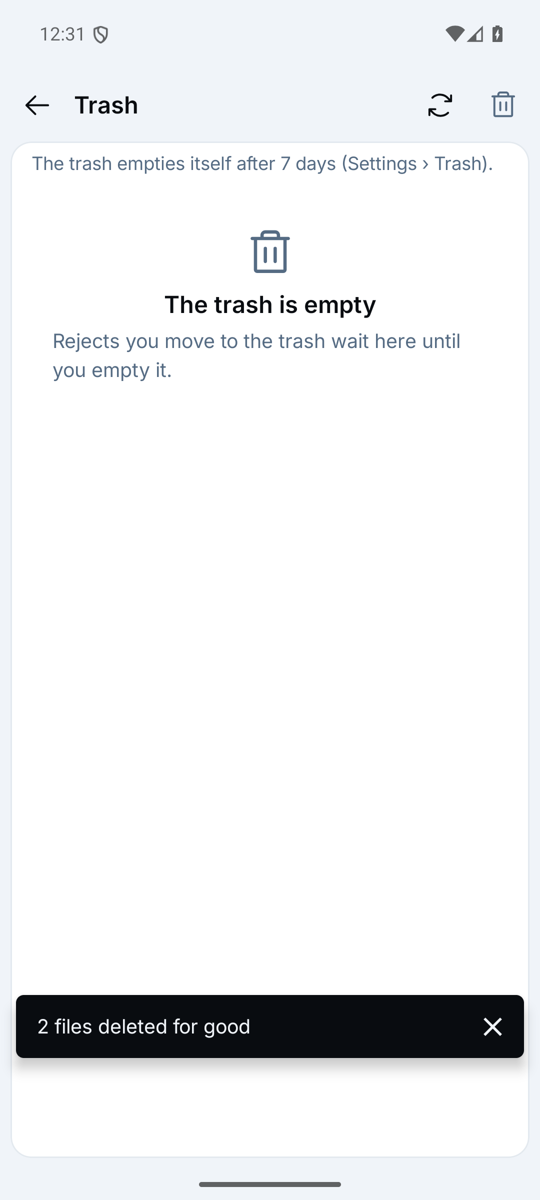 12:31
Trash
The trash empties itself after 7 days (Settings › Trash).
The trash is empty
Rejects you move to the trash wait here until
you empty it.
2 files deleted for good